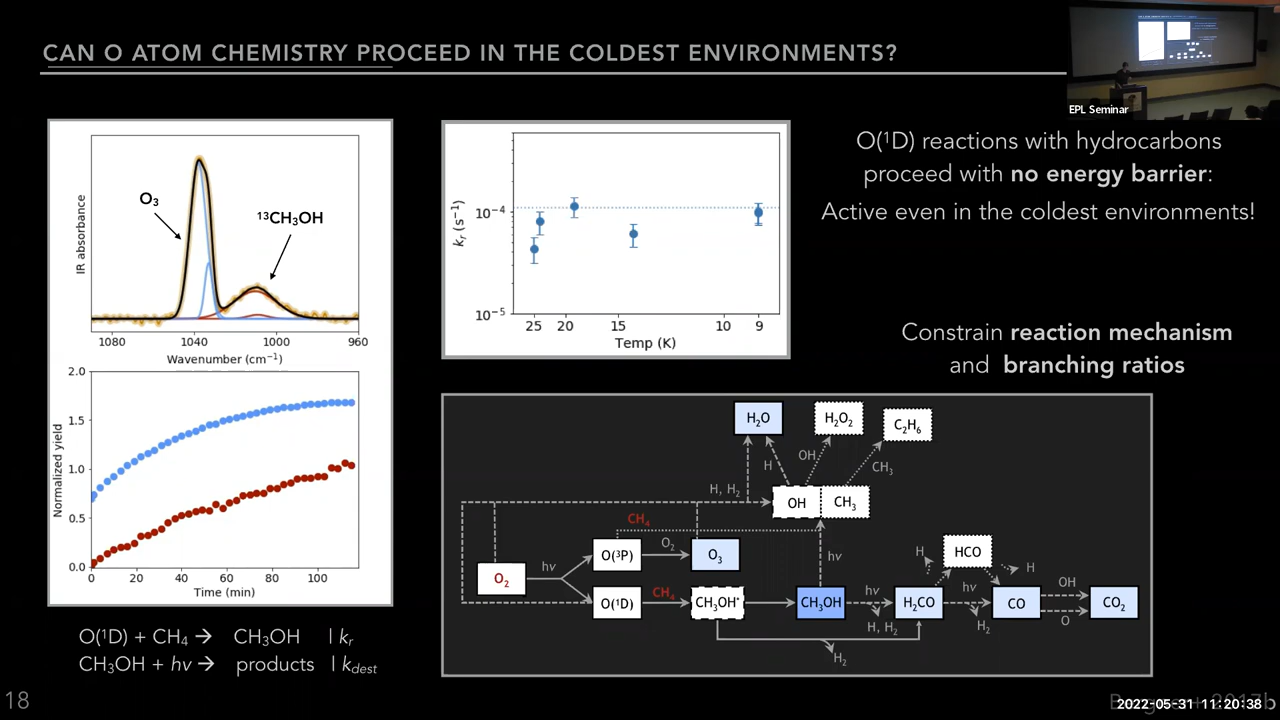 CAN O ATOM CHEMISTRY PROCEED IN THE COLDEST ENVIRONMENTS?
EPL Seminar
O₃
¹³CH₃OH
IR absorbance
1080 1040 1000 960
Wavenumber (cm⁻¹)
2.0
1.5
1.0
0.5
0.0
Normalized yield
0 20 40 60 80 100
Time (min)
O(¹D) + CH₄ → CH₃OH | kᵣ
CH₃OH + hν → products | k_dest
10⁻⁴
10⁻⁵
kᵣ (s⁻¹)
25 20 15 10 9
Temp (K)
O(¹D) reactions with hydrocarbons
proceed with no energy barrier:
Active even in the coldest environments!
Constrain reaction mechanism
and branching ratios
H₂O H₂O₂ C₂H₆
H OH CH₃
H, H₂ OH CH₃
CH₄
O(³P) O₂ O₃ hν H HCO H
O₂ hν
O(¹D) CH₄ CH₃OH* CH₃OH hν H₂CO hν CO OH CO₂
H, H₂ H₂ O
H₂
18
2022-05-31 11:20:38